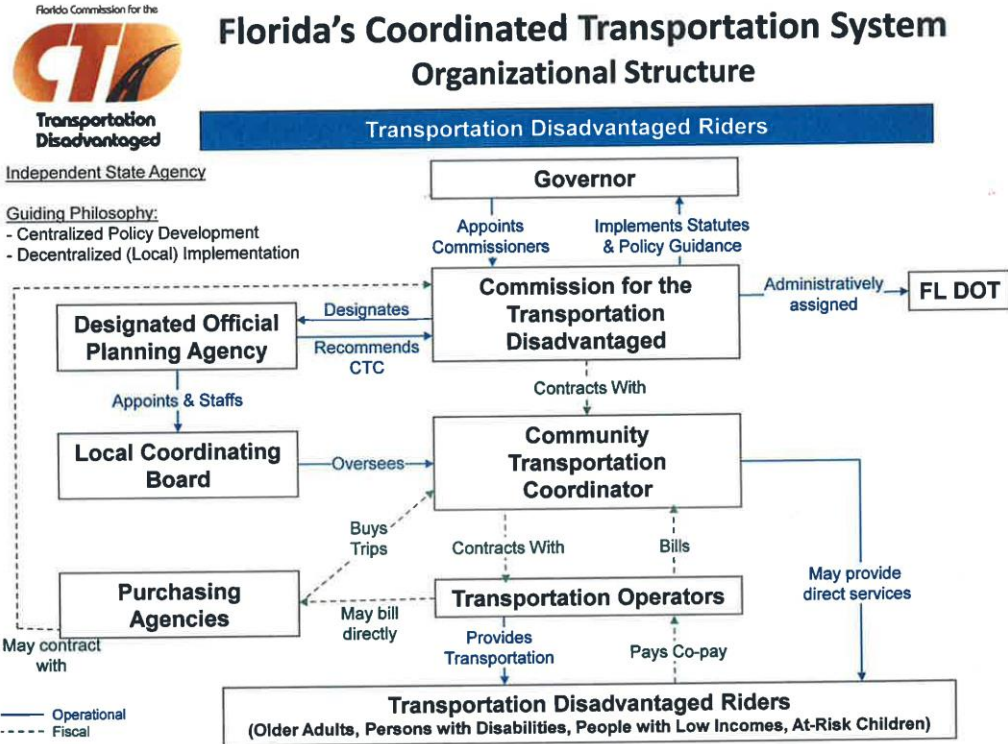 Florida Commission for the
CTD
Transportation
Disadvantaged
Florida's Coordinated Transportation System
Organizational Structure
Transportation Disadvantaged Riders
Independent State Agency
Guiding Philosophy:
- Centralized Policy Development
- Decentralized (Local) Implementation
Governor
Appoints
Commissioners
Implements Statutes
& Policy Guidance
Commission for the
Transportation
Disadvantaged
Administratively
assigned
FL DOT
Designated Official
Planning Agency
Designates
Recommends
CTC
Contracts With
Appoints & Staffs
Local Coordinating
Board
Oversees
Community
Transportation
Coordinator
Buys
Trips
Contracts With
Bills
May provide
direct services
Purchasing
Agencies
May bill
directly
Transportation Operators
May contract
with
Provides
Transportation
Pays Co-pay
Transportation Disadvantaged Riders
(Older Adults, Persons with Disabilities, People with Low Incomes, At-Risk Children)
Operational
Fiscal